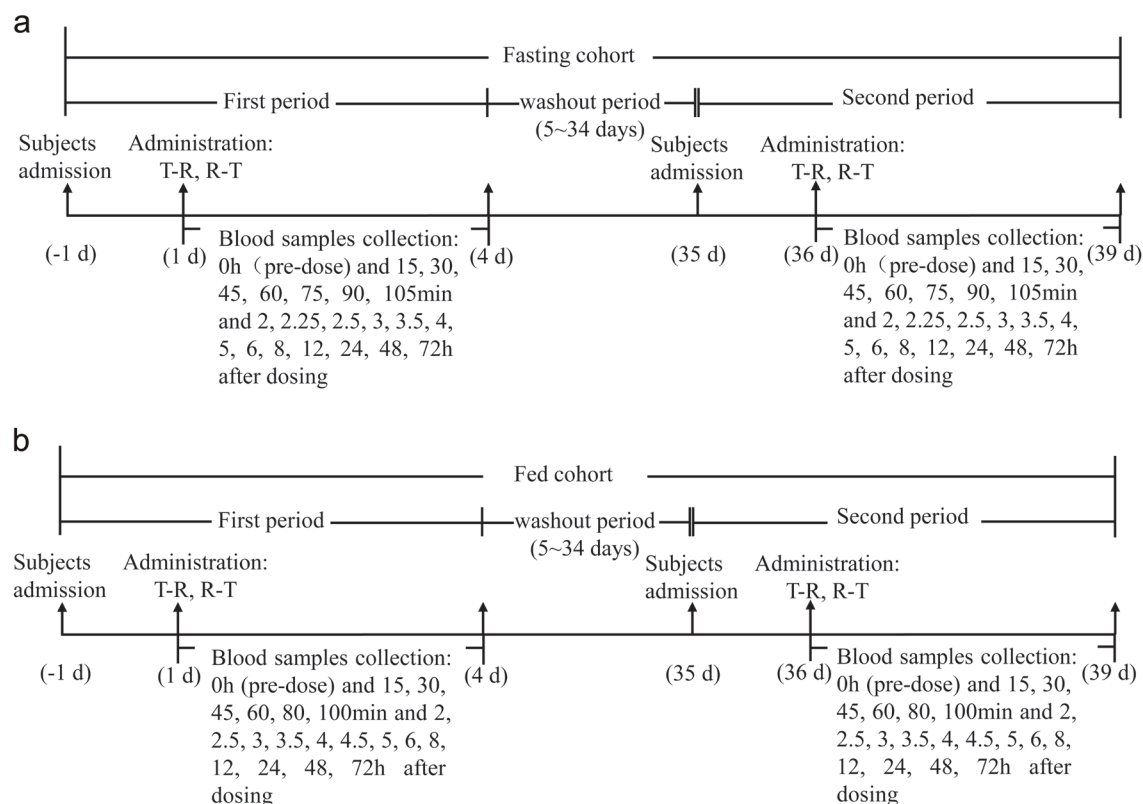 a
Fasting cohort
First period
washout period
(5~34 days)
Second period
Subjects
admission
Administration:
T-R, R-T
Subjects
admission
Administration:
T-R, R-T
(-1 d)
(1 d)
Blood samples collection:
0h（pre-dose) and 15, 30,
45, 60, 75, 90, 105min
and 2, 2.25, 2.5, 3, 3.5, 4,
5, 6, 8, 12, 24, 48, 72h
after dosing
(4 d)
(35 d)
(36 d)
Blood samples collection:
0h（pre-dose) and 15, 30,
45, 60, 75, 90, 105min
and 2, 2.25, 2.5, 3, 3.5, 4,
5, 6, 8, 12, 24, 48, 72h
after dosing
(39 d)
b
Fed cohort
First period
washout period
(5~34 days)
Second period
Subjects
admission
Administration:
T-R, R-T
Subjects
admission
Administration:
T-R, R-T
(-1 d)
(1 d)
Blood samples collection:
0h (pre-dose) and 15, 30,
45, 60, 80, 100min and 2,
2.5, 3, 3.5, 4, 4.5, 5, 6, 8,
12, 24, 48, 72h after
dosing
(4 d)
(35 d)
(36 d)
Blood samples collection:
0h (pre-dose) and 15, 30,
45, 60, 80, 100min and 2,
2.5, 3, 3.5, 4, 4.5, 5, 6, 8,
12, 24, 48, 72h after
dosing
(39 d)